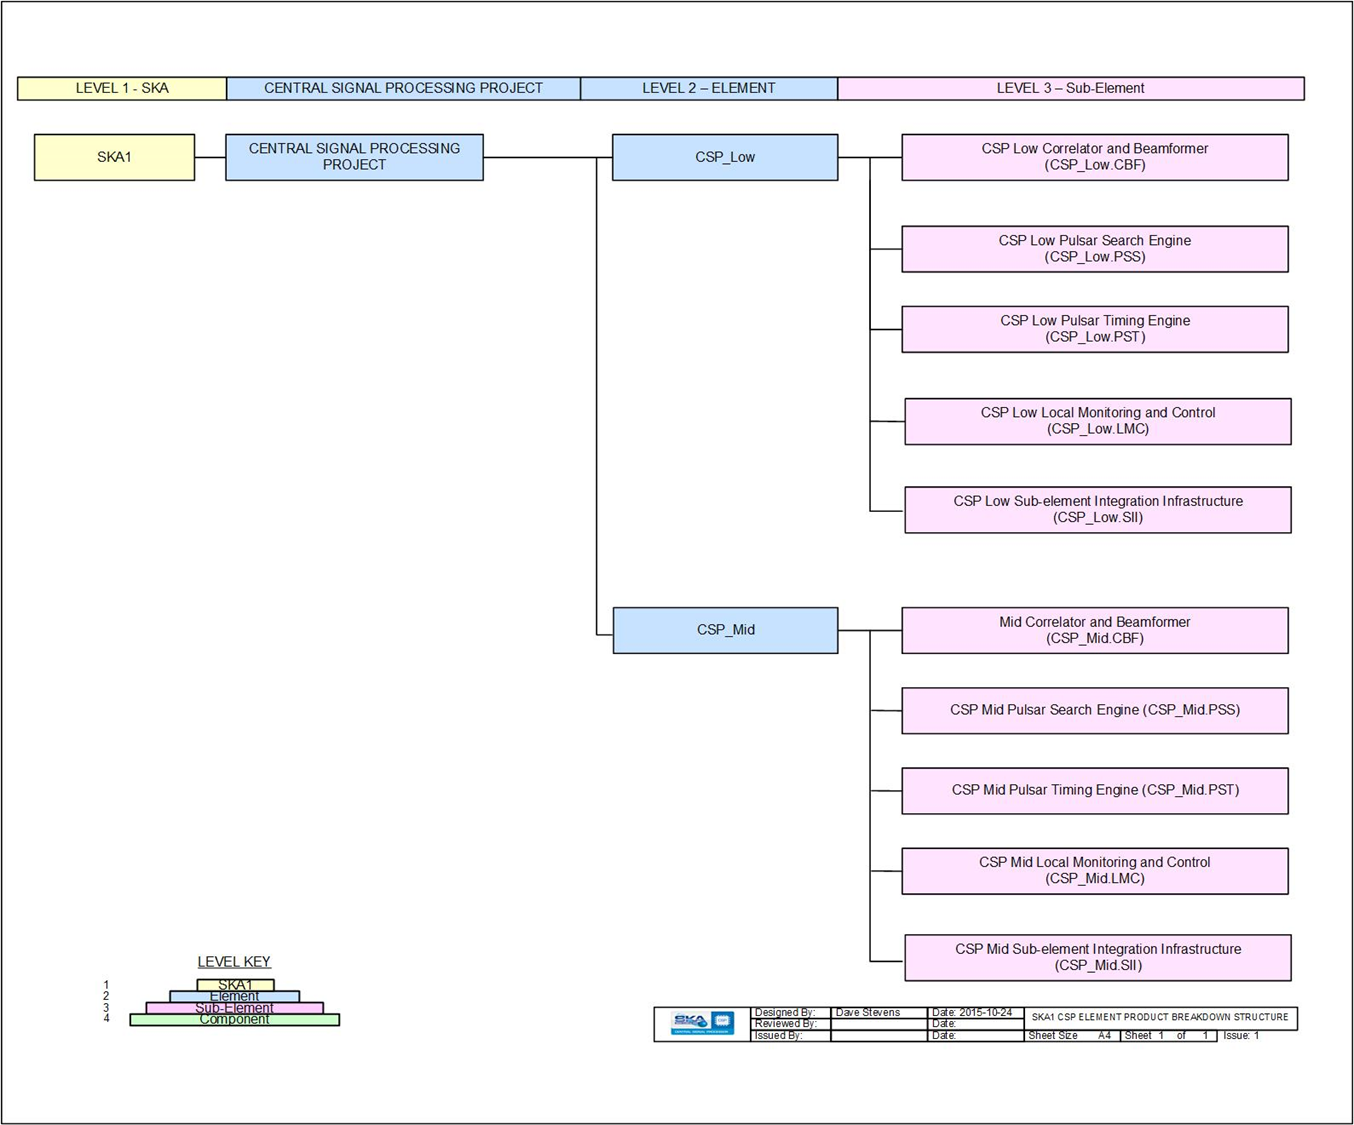 LEVEL 1 - SKA
CENTRAL SIGNAL PROCESSING PROJECT
LEVEL 2 – ELEMENT
LEVEL 3 – Sub-Element
SKA1
CENTRAL SIGNAL PROCESSING
PROJECT
CSP_Low
CSP Low Correlator and Beamformer
(CSP_Low.CBF)
CSP Low Pulsar Search Engine
(CSP_Low.PSS)
CSP Low Pulsar Timing Engine
(CSP_Low.PST)
CSP Low Local Monitoring and Control
(CSP_Low.LMC)
CSP Low Sub-element Integration Infrastructure
(CSP_Low.SII)
CSP_Mid
Mid Correlator and Beamformer
(CSP_Mid.CBF)
CSP Mid Pulsar Search Engine (CSP_Mid.PSS)
CSP Mid Pulsar Timing Engine (CSP_Mid.PST)
CSP Mid Local Monitoring and Control
(CSP_Mid.LMC)
CSP Mid Sub-element Integration Infrastructure
(CSP_Mid.SII)
LEVEL KEY
1 SKA1
2 Element
3 Sub-Element
4 Component
SKA
Designed By: Dave Stevens Date: 2015-10-24
Reviewed By: Date:
Issued By: Date:
SKA1 CSP ELEMENT PRODUCT BREAKDOWN STRUCTURE
Sheet Size A4 Sheet 1 of 1 Issue: 1